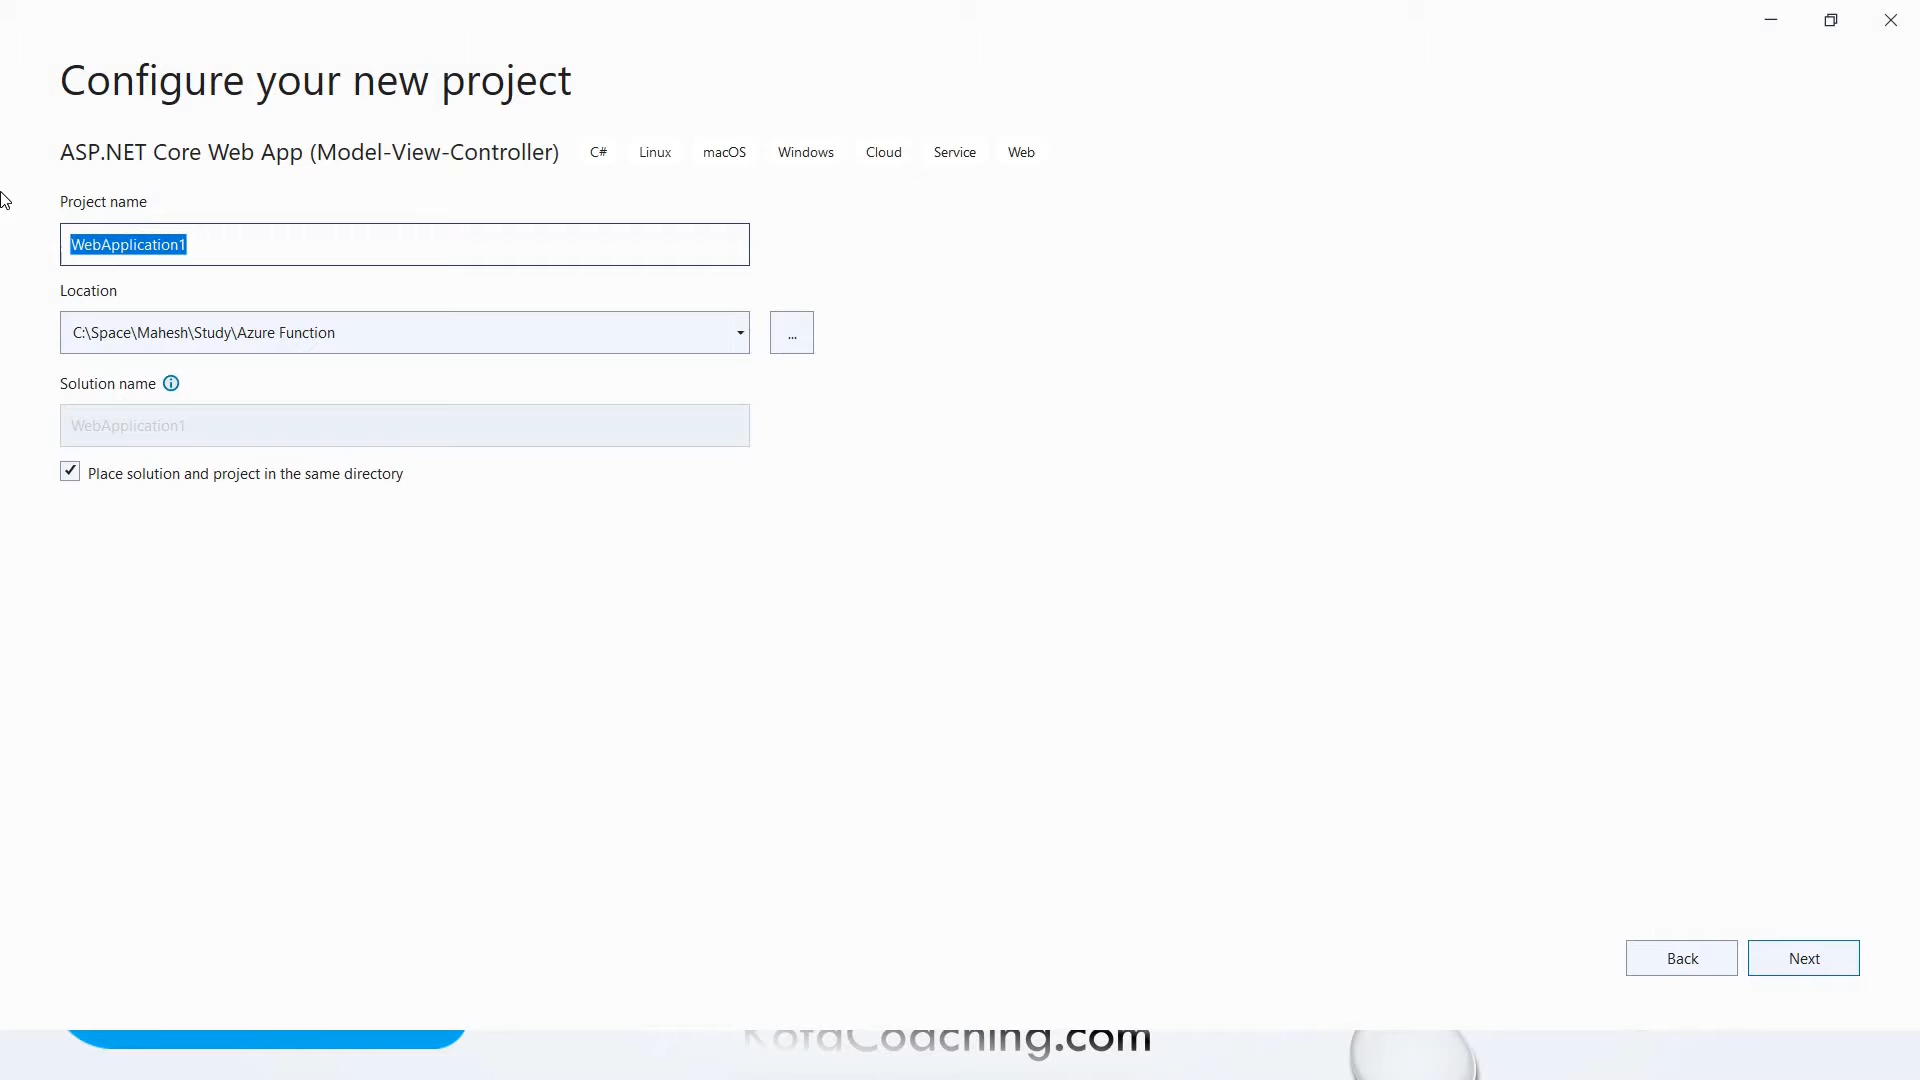 Configure your new project
ASP.NET Core Web App (Model-View-Controller) C# Linux macOS Windows Cloud Service Web
Project name
WebApplication1
Location
C:\Space\Mahesh\Study\Azure Function
...
Solution name
WebApplication1
Place solution and project in the same directory
Back Next
KotaCoaching.com